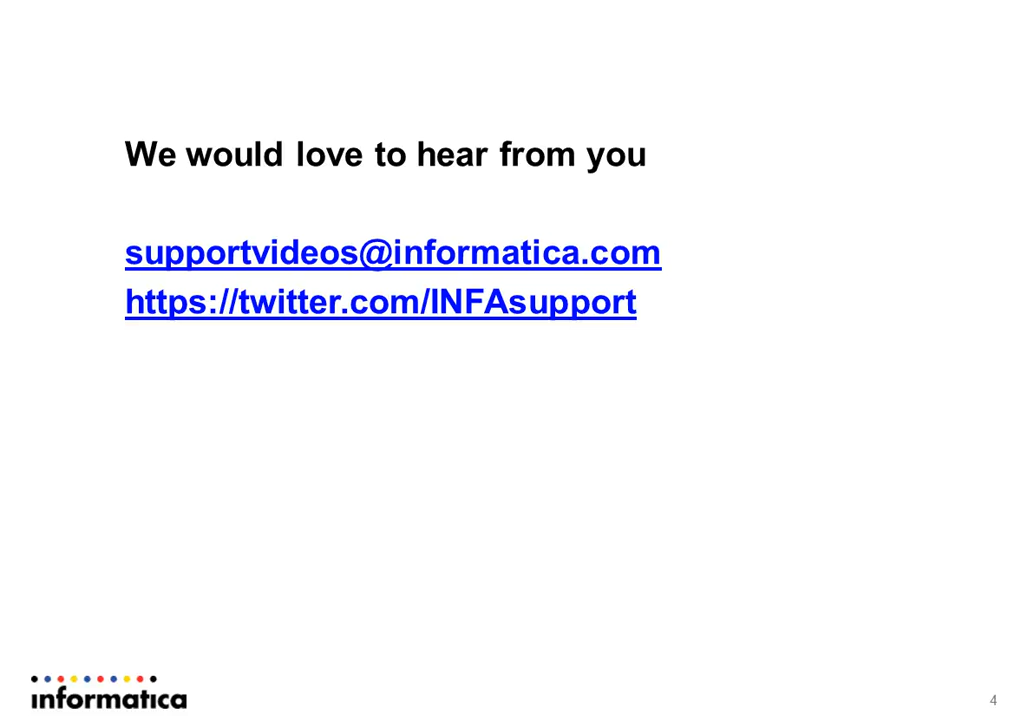 We would love to hear from you
supportvideos@informatica.com
https://twitter.com/INFAsupport
informatica
4